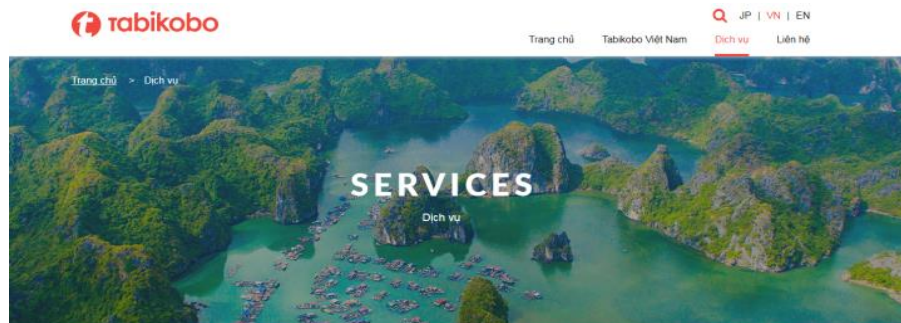 Tabikobo
JP | VN | EN
Trang chủ Tabikobo Việt Nam Dịch vụ Liên hệ
Trang chủ > Dịch vụ
SERVICES
Dịch vụ